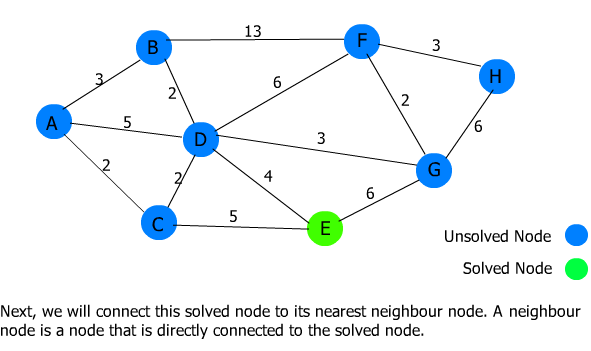 13
B
F
3
H
3
2
6
A
5
2
D
3
6
2
2
4
G
C
5
E
6
Unsolved Node
Solved Node
Next, we will connect this solved node to its nearest neighbour node. A neighbour
node is a node that is directly connected to the solved node.